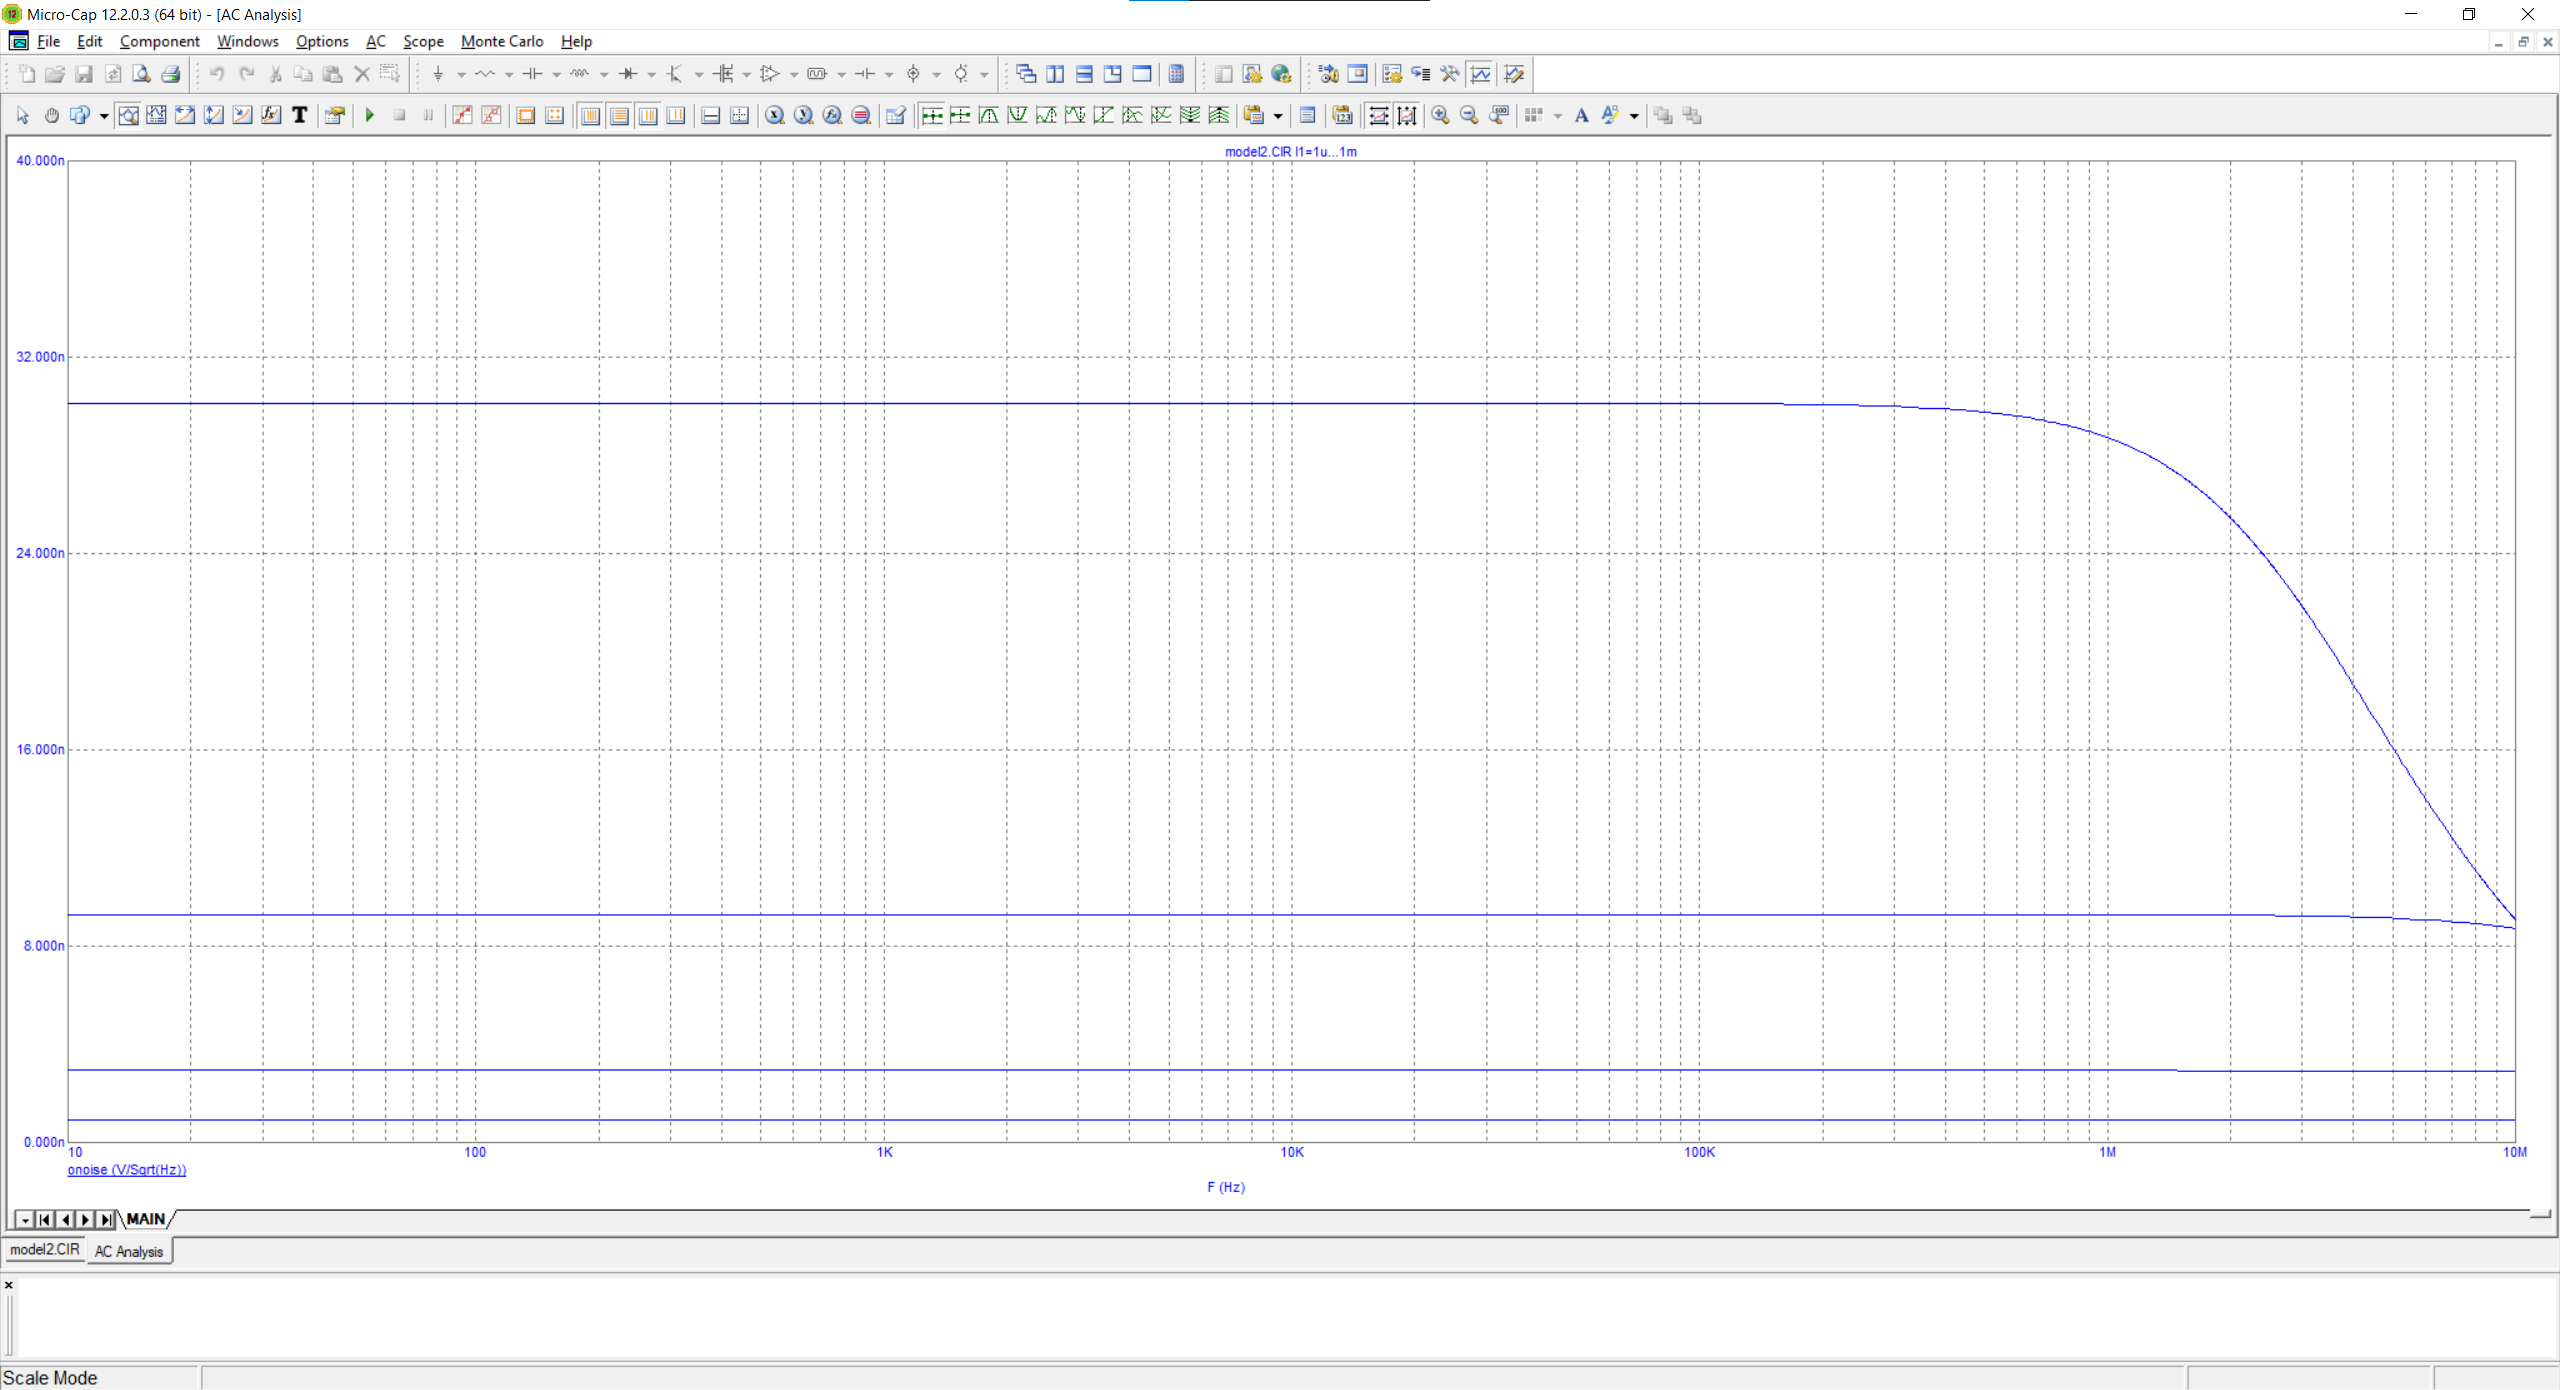 Micro-Cap 12.2.0.3 (64 bit) - [AC Analysis]
File Edit Component Windows Options AC Scope Monte Carlo Help
model2.CIR I1=1u...1m
40.000n
32.000n
24.000n
16.000n
8.000n
0.000n
10 100 1K 10K 100K 1M 10M
onoise (V/Sqrt(Hz))
F (Hz)
MAIN
model2.CIR AC Analysis
Scale Mode